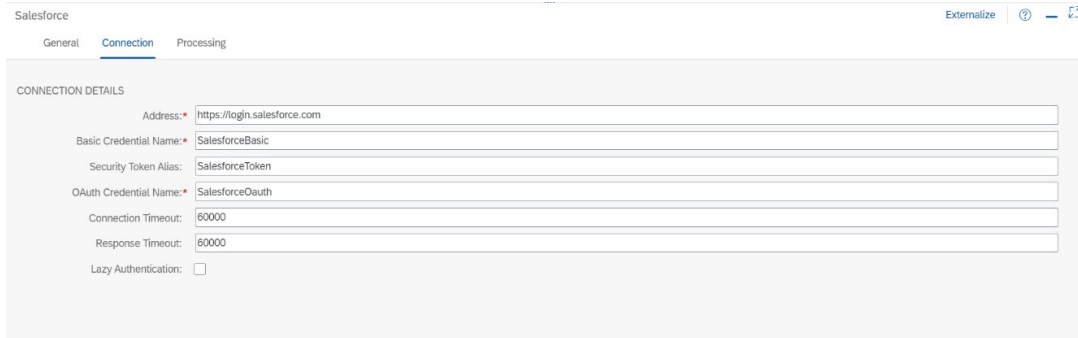 Salesforce Externalize
General Connection Processing
CONNECTION DETAILS
Address:* https://login.salesforce.com
Basic Credential Name:* SalesforceBasic
Security Token Alias: SalesforceToken
OAuth Credential Name:* SalesforceOauth
Connection Timeout: 60000
Response Timeout: 60000
Lazy Authentication: